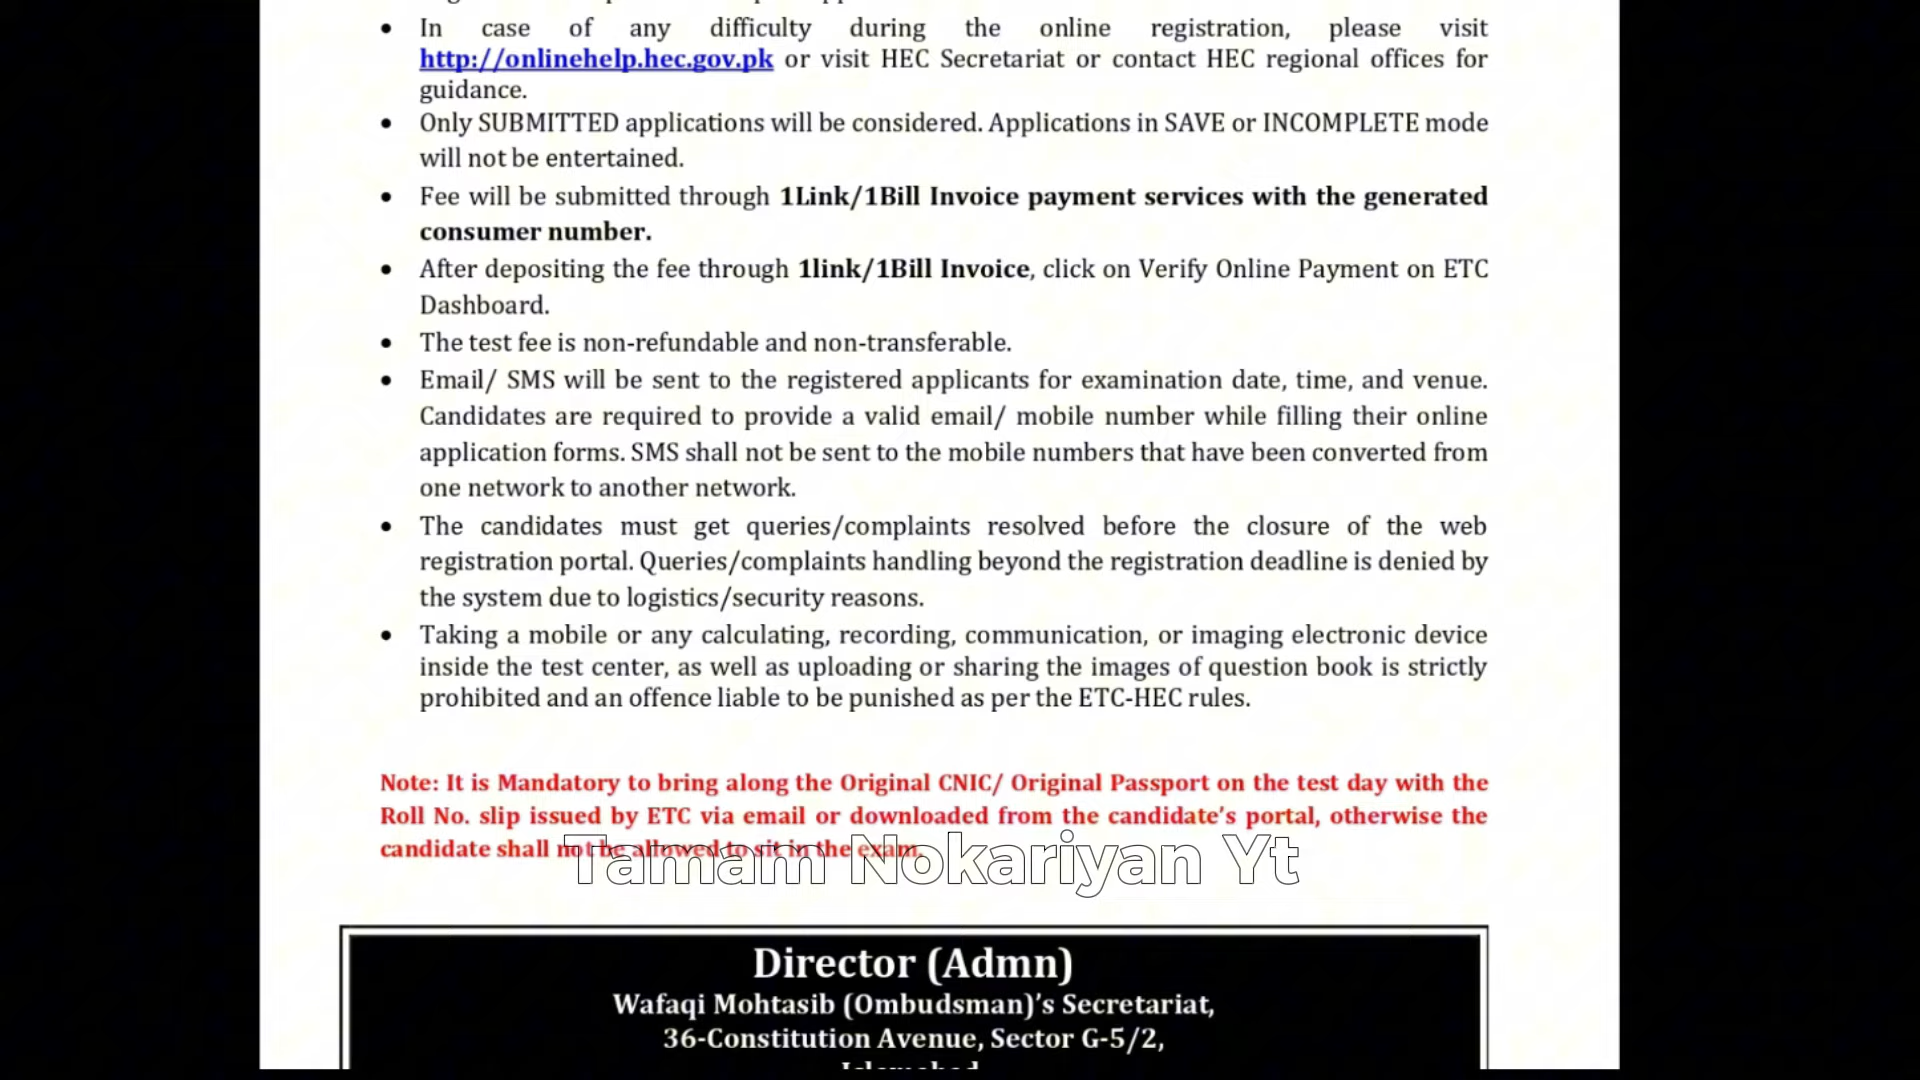 • In case of any difficulty during the online registration, please visit
http://onlinehelp.hec.gov.pk or visit HEC Secretariat or contact HEC regional offices for
guidance.
• Only SUBMITTED applications will be considered. Applications in SAVE or INCOMPLETE mode
will not be entertained.
• Fee will be submitted through 1Link/1Bill Invoice payment services with the generated
consumer number.
• After depositing the fee through 1link/1Bill Invoice, click on Verify Online Payment on ETC
Dashboard.
• The test fee is non-refundable and non-transferable.
• Email/ SMS will be sent to the registered applicants for examination date, time, and venue.
Candidates are required to provide a valid email/ mobile number while filling their online
application forms. SMS shall not be sent to the mobile numbers that have been converted from
one network to another network.
• The candidates must get queries/complaints resolved before the closure of the web
registration portal. Queries/complaints handling beyond the registration deadline is denied by
the system due to logistics/security reasons.
• Taking a mobile or any calculating, recording, communication, or imaging electronic device
inside the test center, as well as uploading or sharing the images of question book is strictly
prohibited and an offence liable to be punished as per the ETC-HEC rules.
Note: It is Mandatory to bring along the Original CNIC/ Original Passport on the test day with the
Roll No. slip issued by ETC via email or downloaded from the candidate's portal, otherwise the
candidate shall not be allowed to sit in the exam.
Tamam Nokariyan Yt
Director (Admn)
Wafaqi Mohtasib (Ombudsman)'s Secretariat,
36-Constitution Avenue, Sector G-5/2,
Islamabad